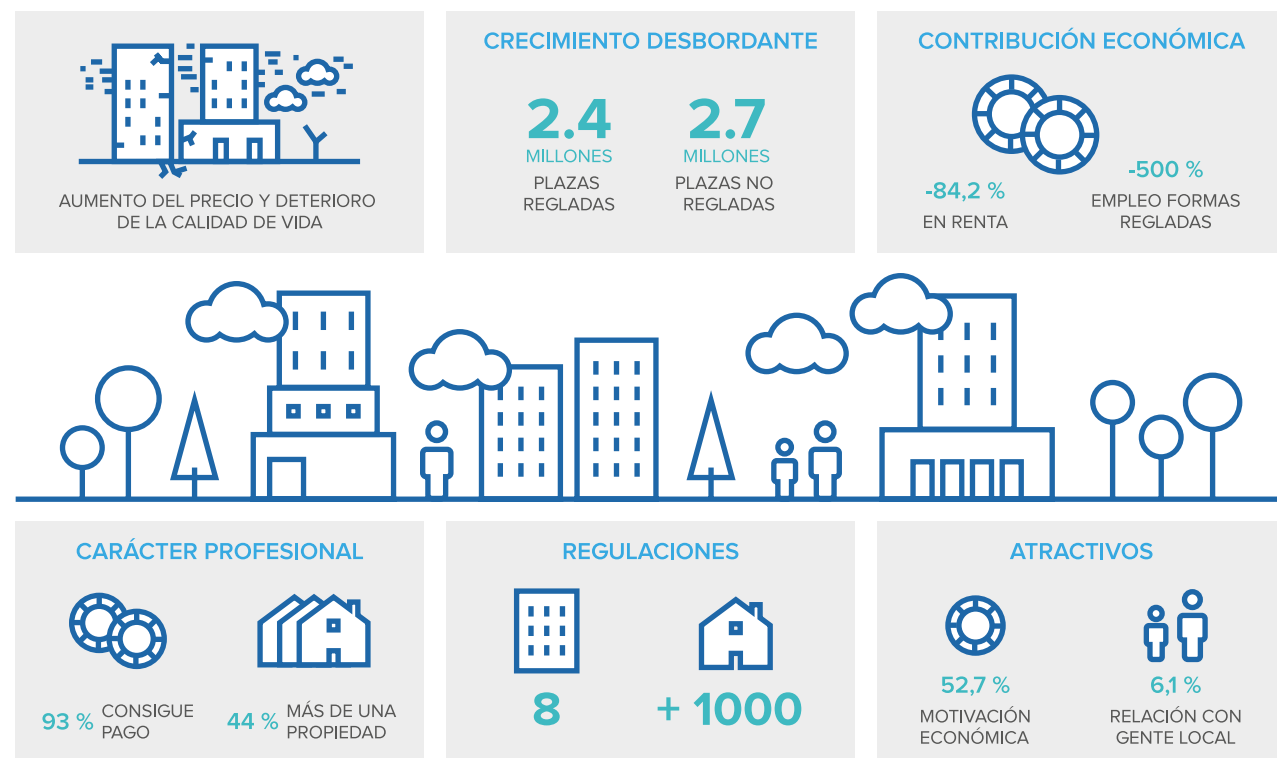 AUMENTO DEL PRECIO Y DETERIORO
DE LA CALIDAD DE VIDA
CRECIMIENTO DESBORDANTE
2.4
MILLONES
PLAZAS
REGLADAS
2.7
MILLONES
PLAZAS NO
REGLADAS
CONTRIBUCIÓN ECONÓMICA
-84,2 %
EN RENTA
-500 %
EMPLEO FORMAS
REGLADAS
CARÁCTER PROFESIONAL
93 %
CONSIGUE
PAGO
44 %
MÁS DE UNA
PROPIEDAD
REGULACIONES
8
+ 1000
ATRACTIVOS
52,7 %
MOTIVACIÓN
ECONÓMICA
6,1 %
RELACIÓN CON
GENTE LOCAL